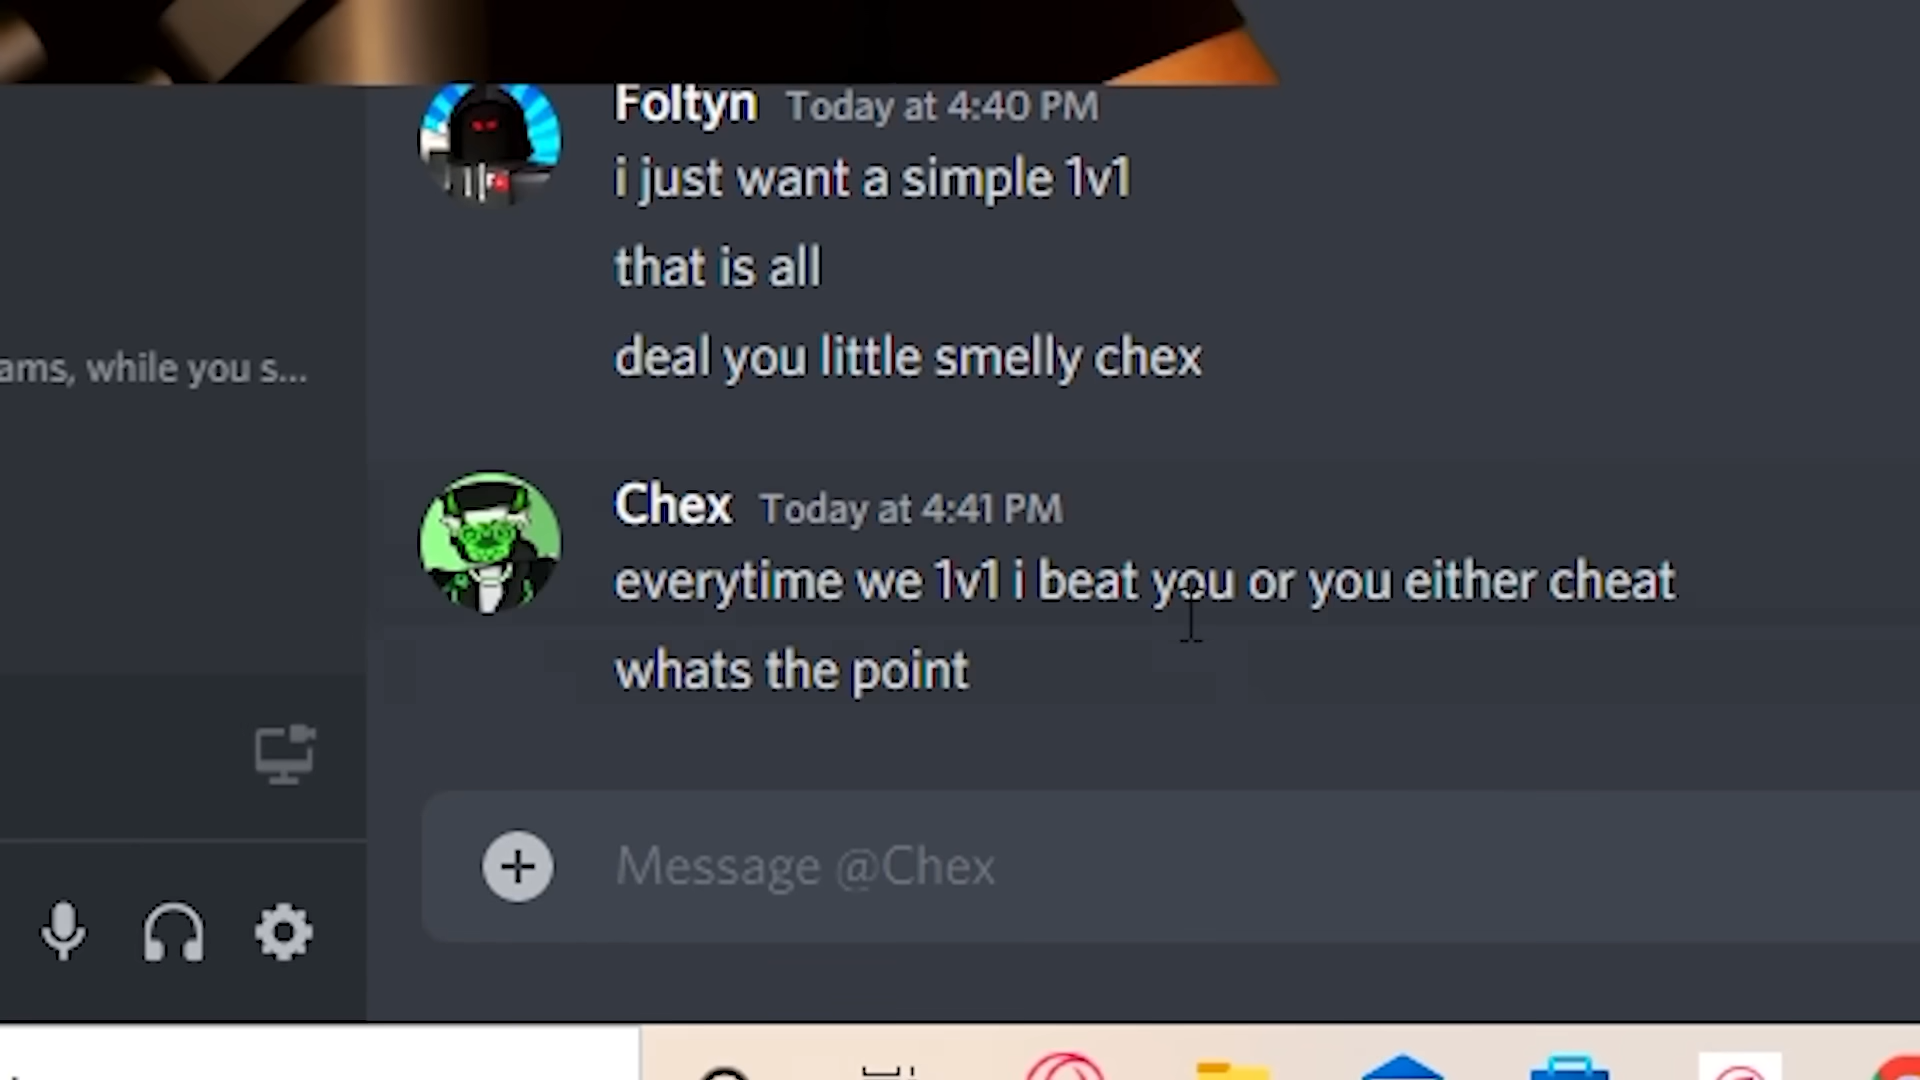 Foltyn Today at 4:40 PM
i just want a simple 1v1
that is all
ams, while you s...
deal you little smelly chex
Chex Today at 4:41 PM
everytime we 1v1 i beat you or you either cheat
whats the point
Message @Chex